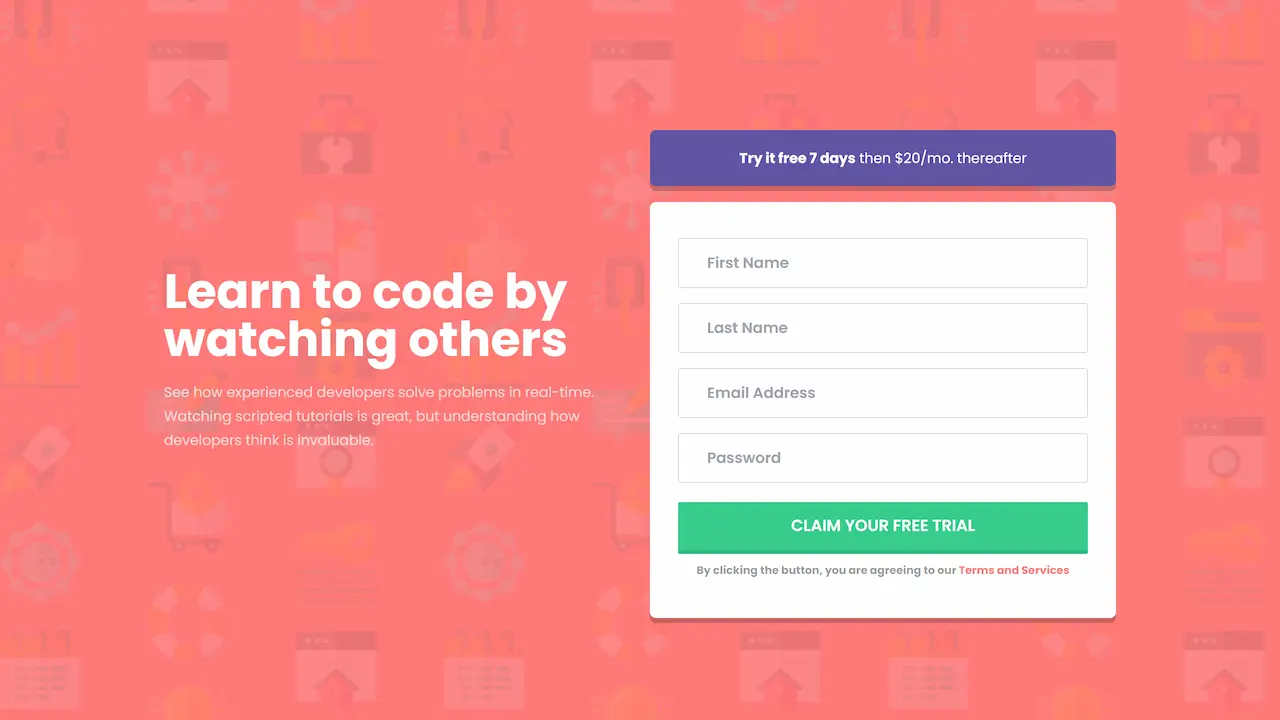 Learn to code by
watching others
See how experienced developers solve problems in real-time.
Watching scripted tutorials is great, but understanding how
developers think is invaluable.
Try it free 7 days then $20/mo. thereafter
First Name
Last Name
Email Address
Password
CLAIM YOUR FREE TRIAL
By clicking the button, you are agreeing to our Terms and Services